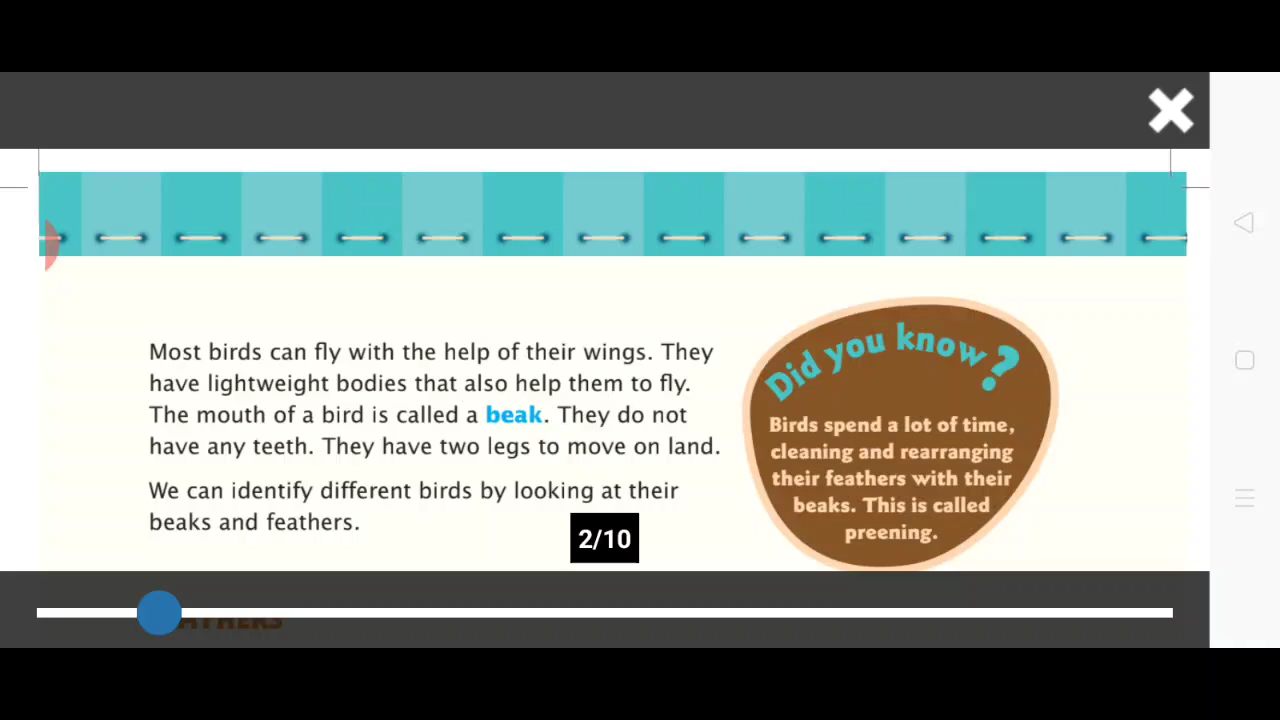 Most birds can fly with the help of their wings. They
have lightweight bodies that also help them to fly.
The mouth of a bird is called a beak. They do not
have any teeth. They have two legs to move on land.
We can identify different birds by looking at their
beaks and feathers.
Did you know?
Birds spend a lot of time,
cleaning and rearranging
their feathers with their
beaks. This is called
preening.
2/10